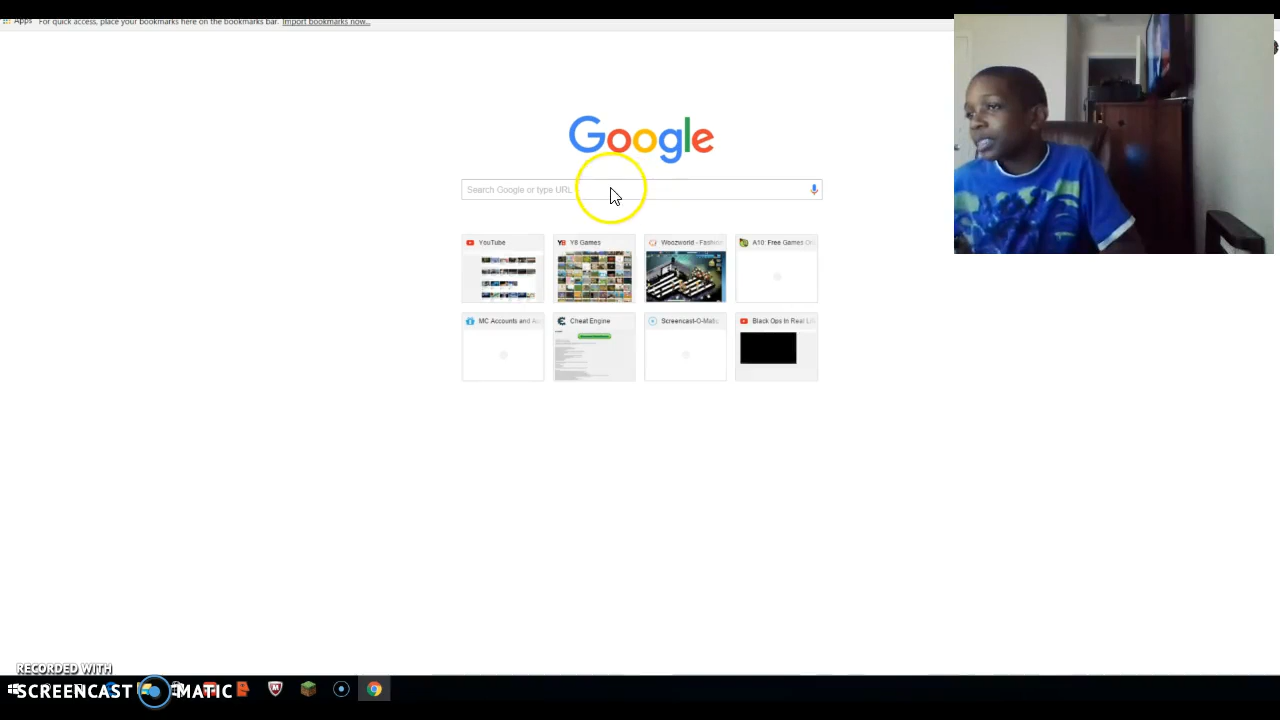 Apps For quick access, place your bookmarks here on the bookmarks bar. Import bookmarks now...
Google
Search Google or type URL
YouTube
Y8 Games
Woozworld - Fashio
A10: Free Games On
MC Accounts and
Cheat Engine
Screencast-O-Matic
Black Ops In Real Li
RECORDED WITH
SCREENCAST MATIC